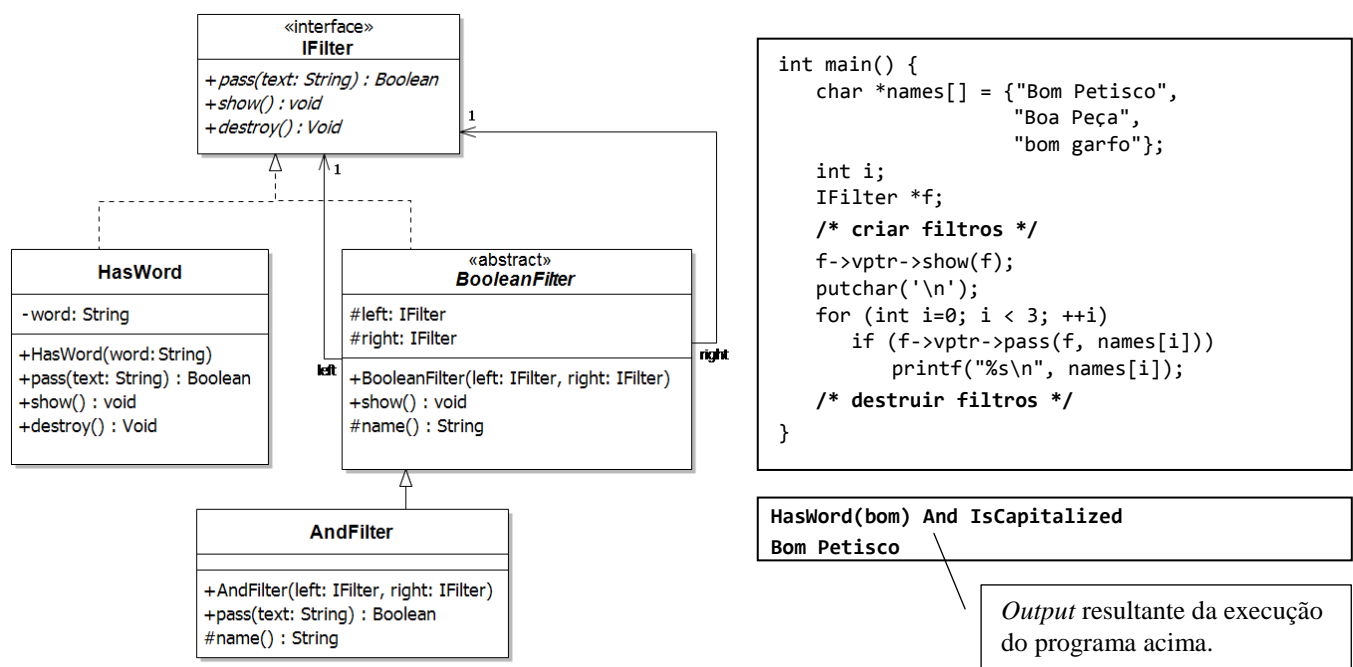 «interface»
IFilter
+pass(text: String) : Boolean
+show() : void
+destroy() : Void
1
1
HasWord
-word: String
+HasWord(word: String)
+pass(text: String) : Boolean
+show() : void
+destroy() : Void
«abstract»
BooleanFilter
#left: IFilter
#right: IFilter
+BooleanFilter(left: IFilter, right: IFilter)
+show() : void
#name() : String
left
right
AndFilter
+AndFilter(left: IFilter, right: IFilter)
+pass(text: String) : Boolean
#name() : String
int main() {
char *names[] = {"Bom Petisco",
"Boa Peça",
"bom garfo"};
int i;
IFilter *f;
/* criar filtros */
f->vptr->show(f);
putchar('\n');
for (int i=0; i < 3; ++i)
if (f->vptr->pass(f, names[i]))
printf("%s\n", names[i]);
/* destruir filtros */
}
HasWord(bom) And IsCapitalized
Bom Petisco
Output resultante da execução
do programa acima.